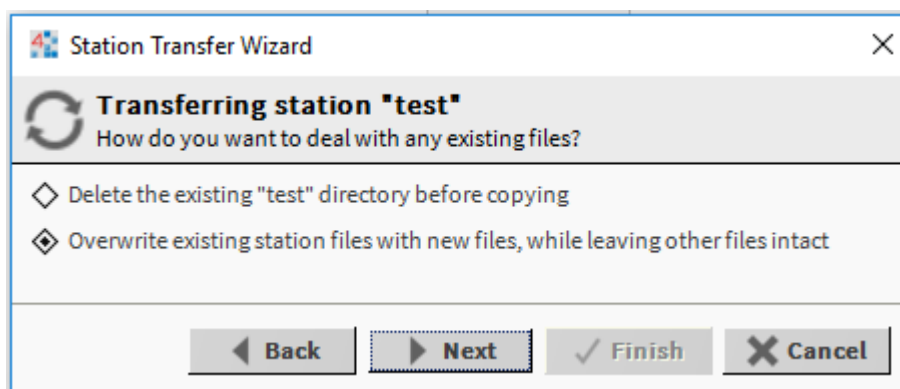 Station Transfer Wizard
Transferring station "test"
How do you want to deal with any existing files?
Delete the existing "test" directory before copying
Overwrite existing station files with new files, while leaving other files intact
Back Next Finish Cancel